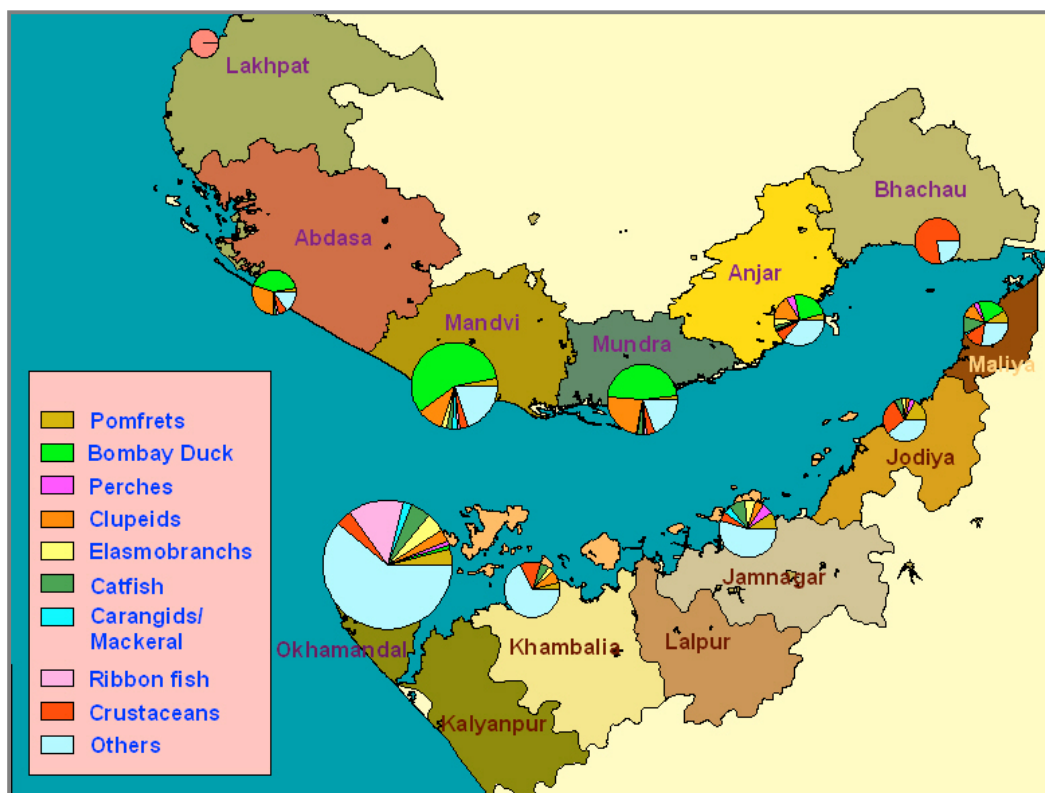 Lakhpat
Bhachau
Abdasa
Anjar
Mandvi
Mundra
Maliya
Pomfrets
Bombay Duck
Perches
Clupeids
Elasmobranchs
Catfish
Carangids/
Mackeral
Ribbon fish
Crustaceans
Others
Jodiya
Jamnagar
Okhamandal
Khambalia
Lalpur
Kalyanpur